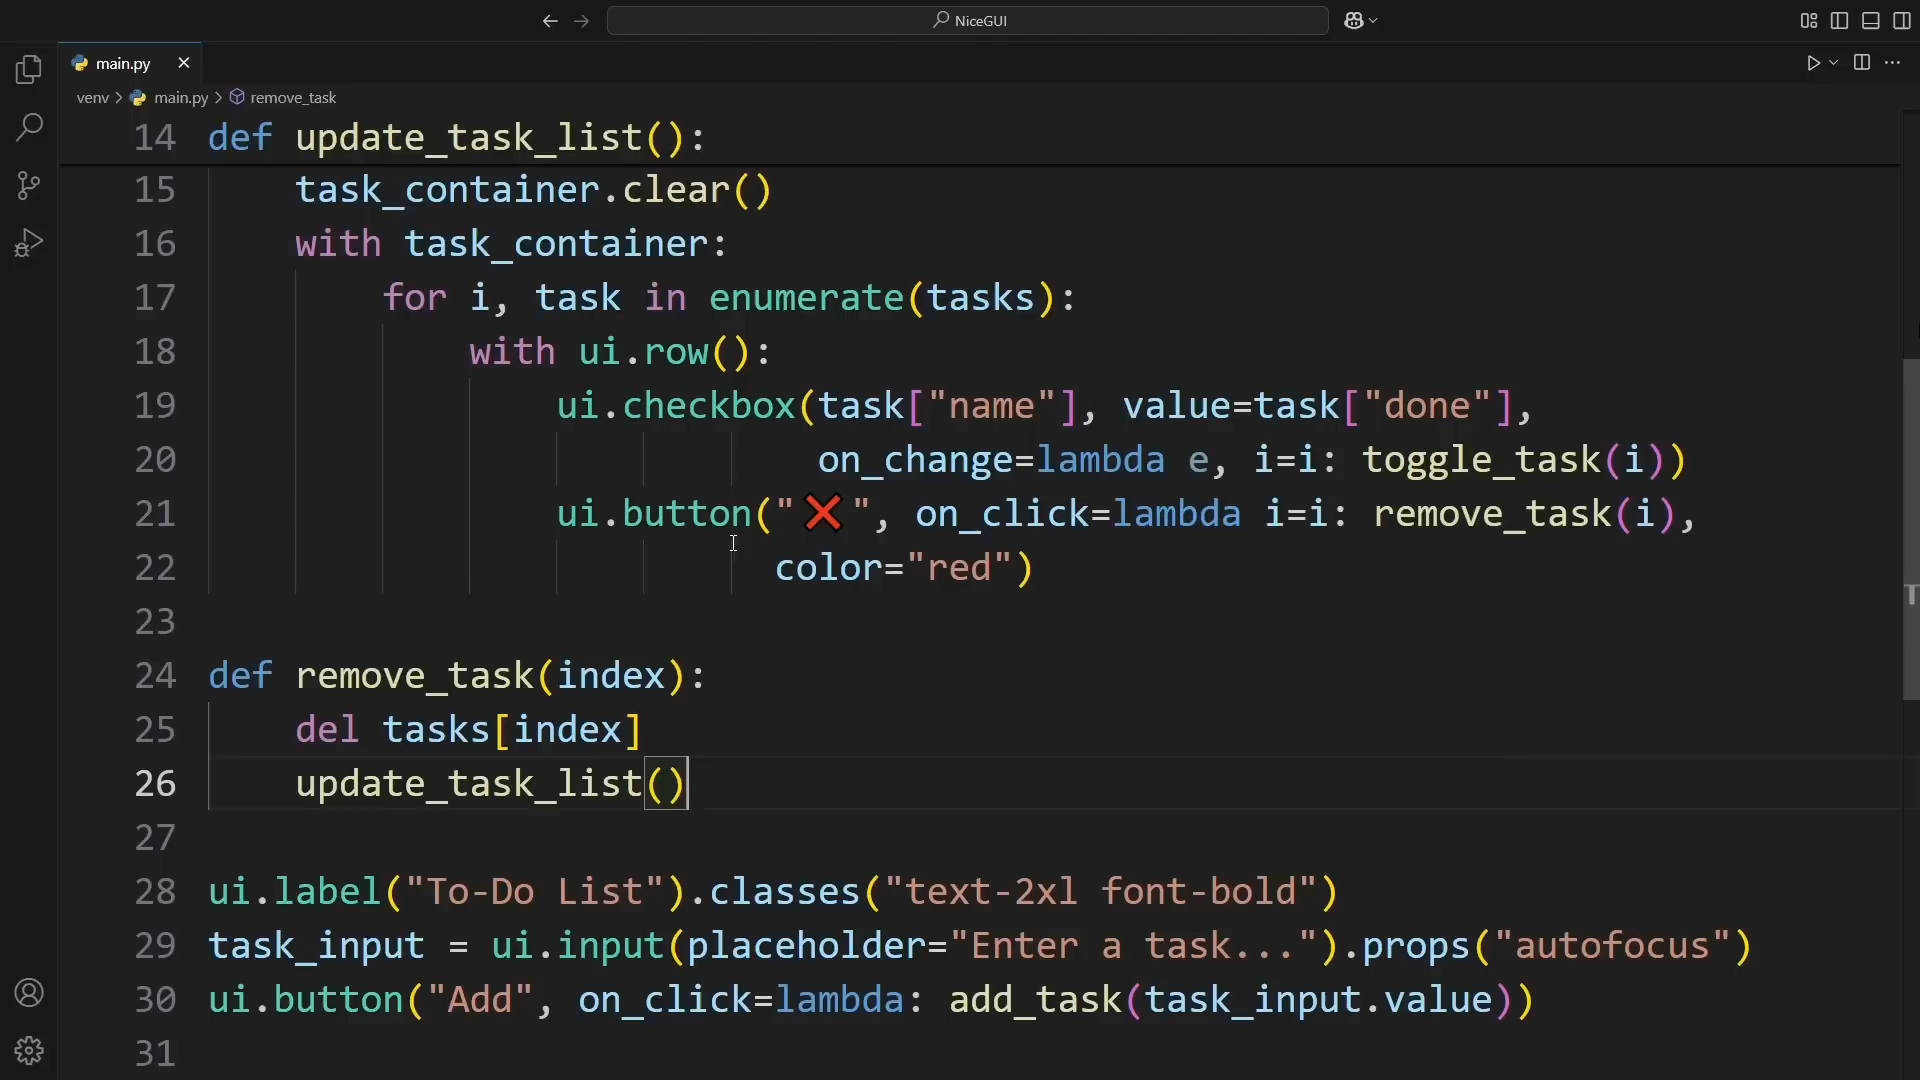 NiceGUI
main.py
venv > main.py > remove_task
14 def update_task_list():
15     task_container.clear()
16     with task_container:
17         for i, task in enumerate(tasks):
18             with ui.row():
19                 ui.checkbox(task["name"], value=task["done"],
20                             on_change=lambda e, i=i: toggle_task(i))
21                 ui.button("❌", on_click=lambda i=i: remove_task(i),
22                           color="red")
23
24 def remove_task(index):
25     del tasks[index]
26     update_task_list()
27
28 ui.label("To-Do List").classes("text-2xl font-bold")
29 task_input = ui.input(placeholder="Enter a task...").props("autofocus")
30 ui.button("Add", on_click=lambda: add_task(task_input.value))
31